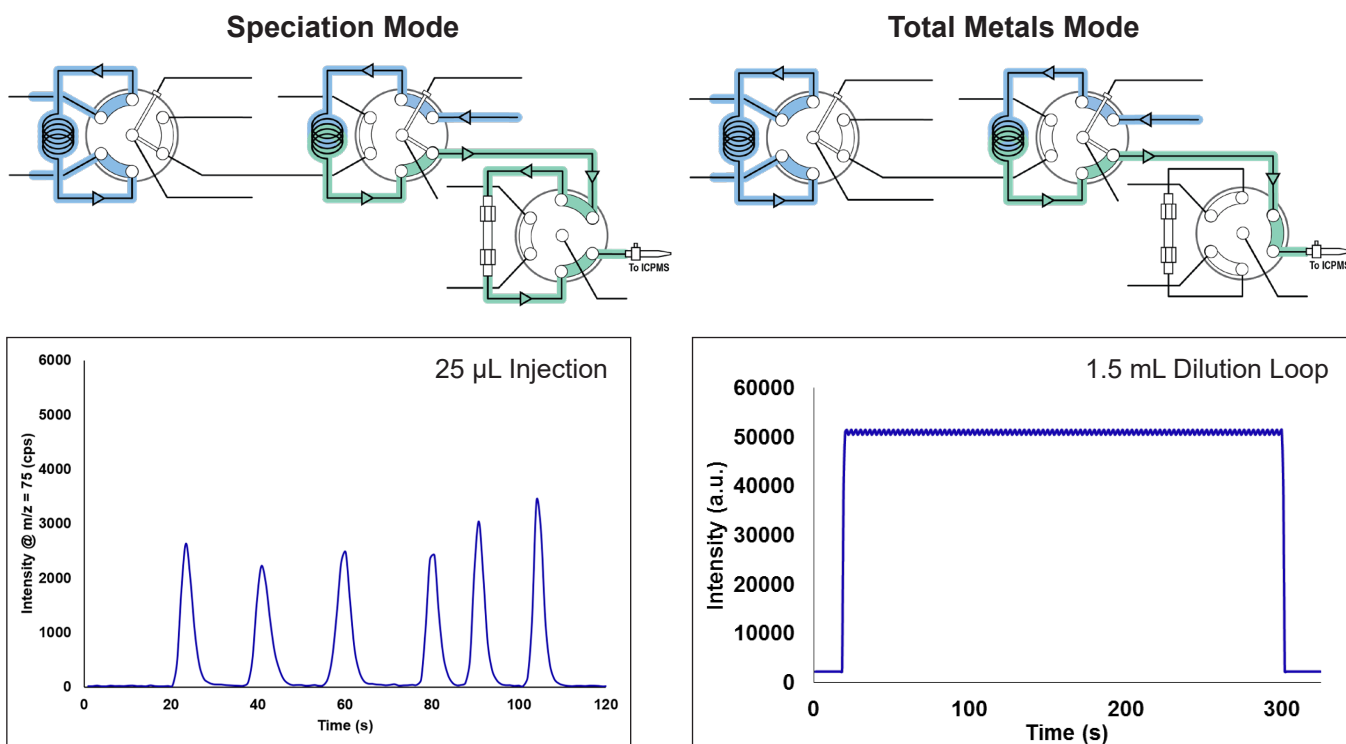 Speciation Mode
Total Metals Mode
To ICPMS
To ICPMS
25 µL Injection
6000
5000
4000
3000
2000
1000
0
Intensity @ m/z = 75 (cps)
0 20 40 60 80 100 120
Time (s)
1.5 mL Dilution Loop
60000
50000
40000
30000
20000
10000
0
Intensity (a.u.)
0 100 200 300
Time (s)